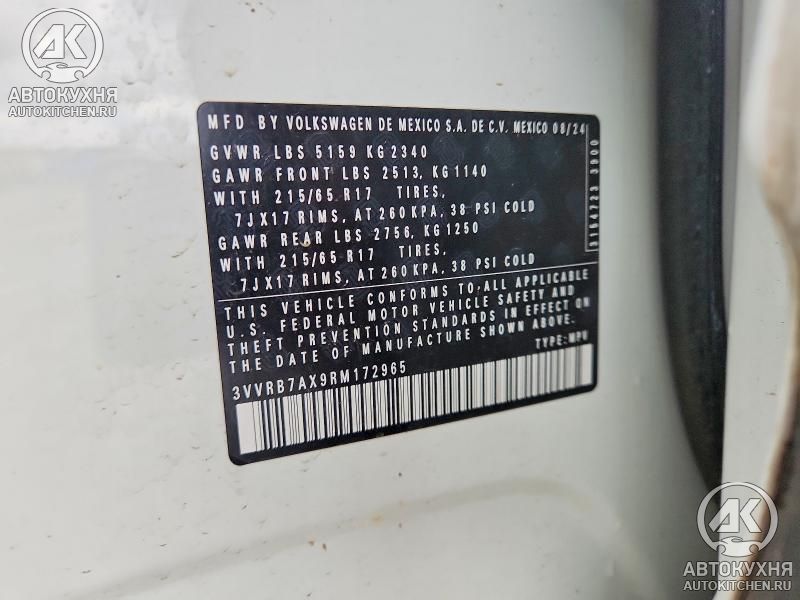 AK
АВТОКУХНЯ
AUTOKITCHEN.RU
MFD BY VOLKSWAGEN DE MEXICO S.A. DE C.V. MEXICO 08/24
GVWR LBS 5159 KG 2340
GAWR FRONT LBS 2513, KG 1140
WITH 215/65 R17 TIRES,
7JX17 RIMS, AT 260 KPA, 38 PSI COLD
GAWR REAR LBS 2756, KG 1250
WITH 215/65 R17 TIRES,
7JX17 RIMS, AT 260 KPA, 38 PSI COLD
3154723 3900
THIS VEHICLE CONFORMS TO ALL APPLICABLE
U.S. FEDERAL MOTOR VEHICLE SAFETY AND
THEFT PREVENTION STANDARDS IN EFFECT ON
THE DATE OF MANUFACTURE SHOWN ABOVE.
TYPE: MPV
3VVRB7AX9RM172965
AK
АВТОКУХНЯ
AUTOKITCHEN.RU